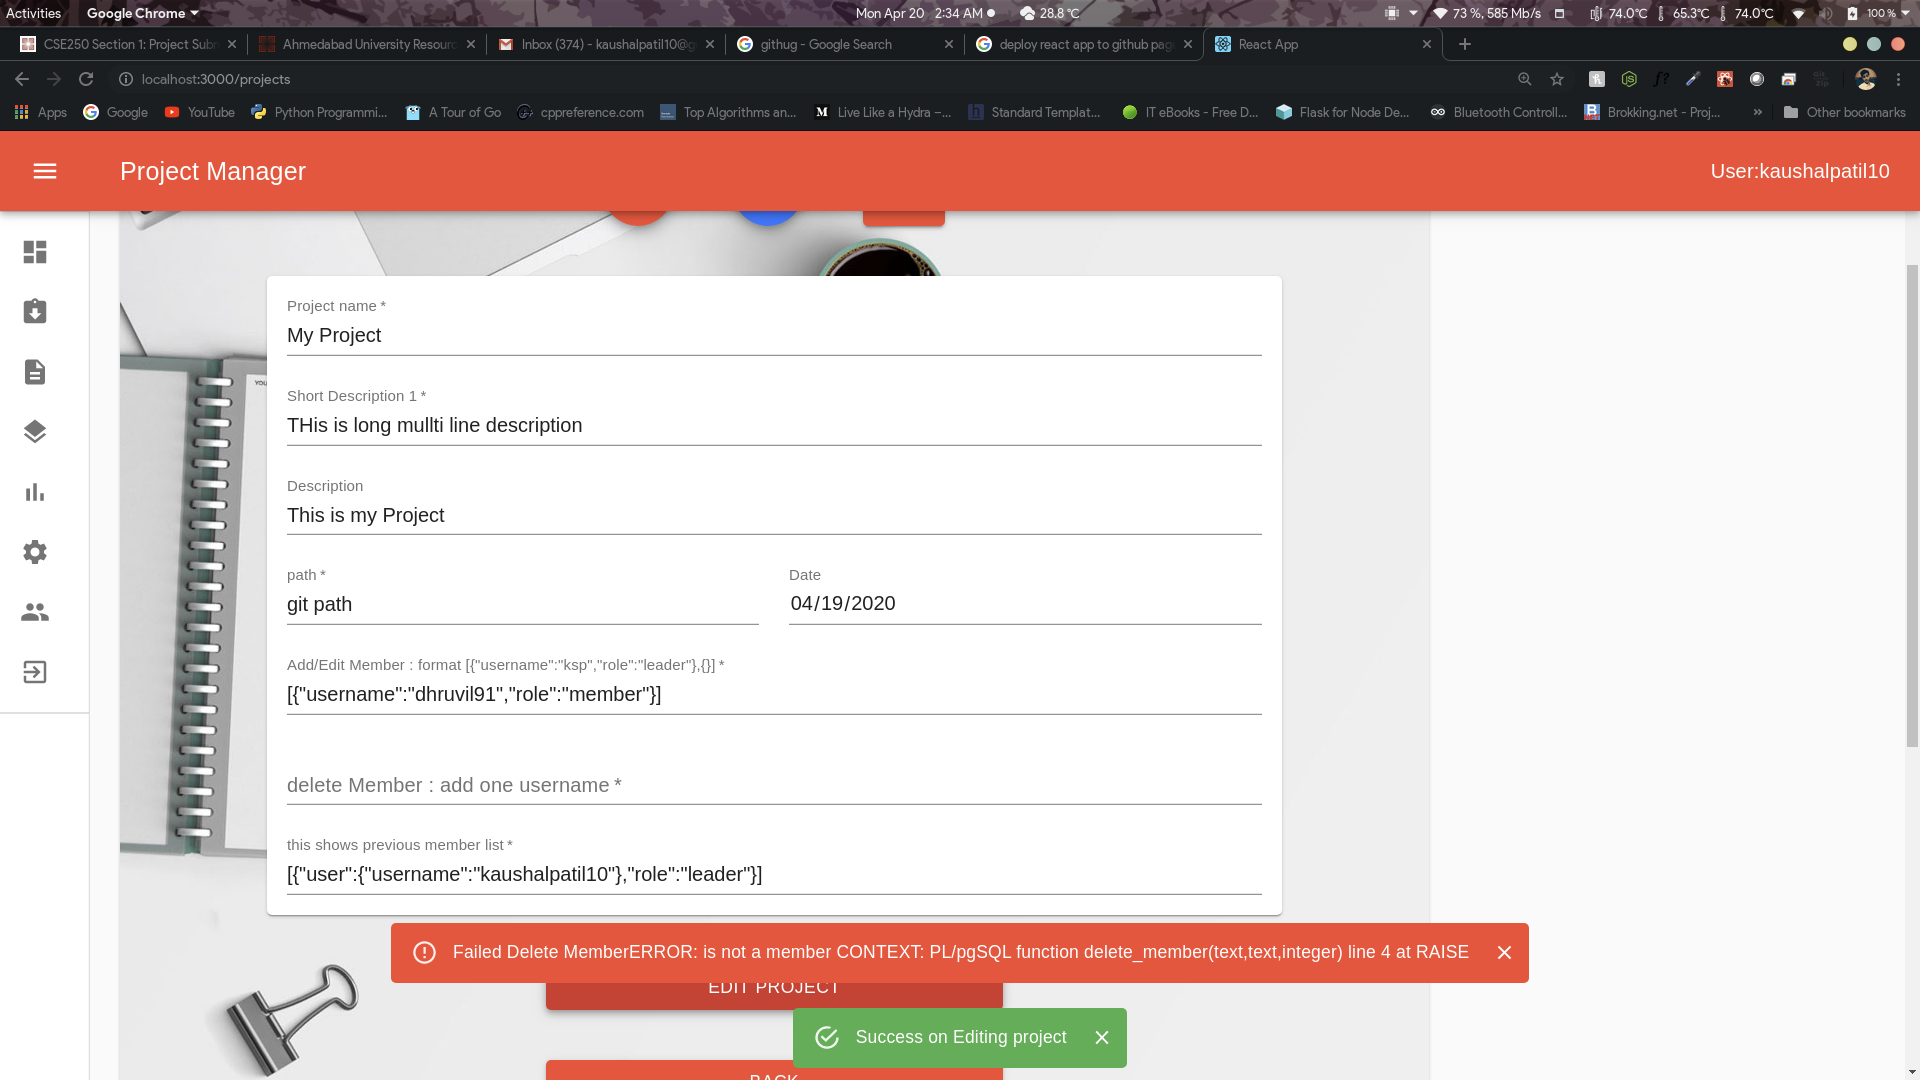 Activities Google Chrome Mon Apr 20 2:34 AM 28.8 °C 73 %, 585 Mb/s 74.0°C 65.3°C 74.0°C 100 %
CSE250 Section 1: Project Subm Ahmedabad University Resourc Inbox (374) - kaushalpatil10@g githug - Google Search deploy react app to github pag React App
localhost:3000/projects
Apps Google YouTube Python Programmi... A Tour of Go cppreference.com Top Algorithms an... Live Like a Hydra –... Standard Templat... IT eBooks - Free D... Flask for Node De... Bluetooth Controll... Brokking.net - Proj... » Other bookmarks
Project Manager User:kaushalpatil10
Project name *
My Project
Short Description 1 *
THis is long mullti line description
Description
This is my Project
path * Date
git path 04/19/2020
Add/Edit Member : format [{"username":"ksp","role":"leader"},{}] *
[{"username":"dhruvil91","role":"member"}]
delete Member : add one username *
this shows previous member list *
[{"user":{"username":"kaushalpatil10"},"role":"leader"}]
Failed Delete MemberERROR: is not a member CONTEXT: PL/pgSQL function delete_member(text,text,integer) line 4 at RAISE
EDIT PROJECT
Success on Editing project
BACK